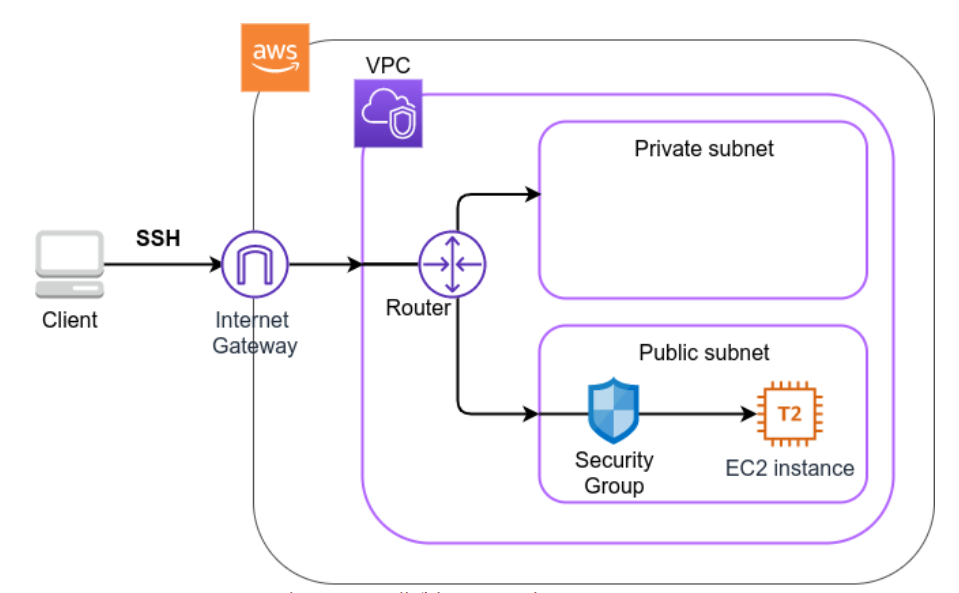 aws
VPC
Private subnet
SSH
Router
Client
Internet
Gateway
Public subnet
T2
Security
Group
EC2 instance